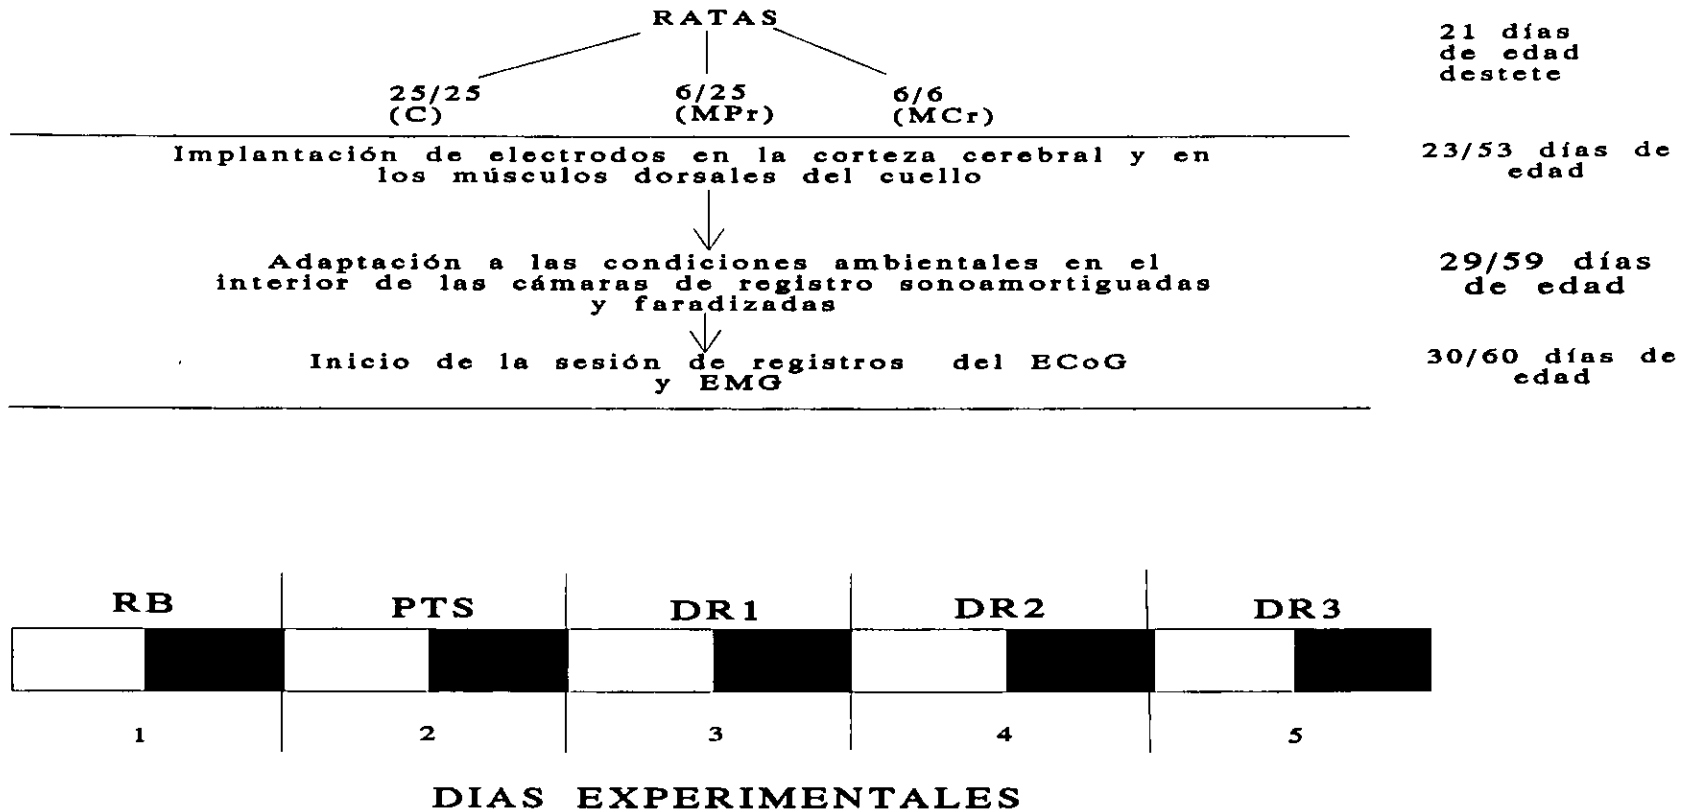 RATAS
21 días
de edad
destete
25/25 6/25 6/6
(C) (MPr) (MCr)
Implantación de electrodos en la corteza cerebral y en
los músculos dorsales del cuello
23/53 días de
edad
Adaptación a las condiciones ambientales en el
interior de las cámaras de registro sonoamortiguadas
y faradizadas
29/59 días
de edad
Inicio de la sesión de registros del ECoG
y EMG
30/60 días de
edad
RB PTS DR1 DR2 DR3
1 2 3 4 5
DIAS EXPERIMENTALES